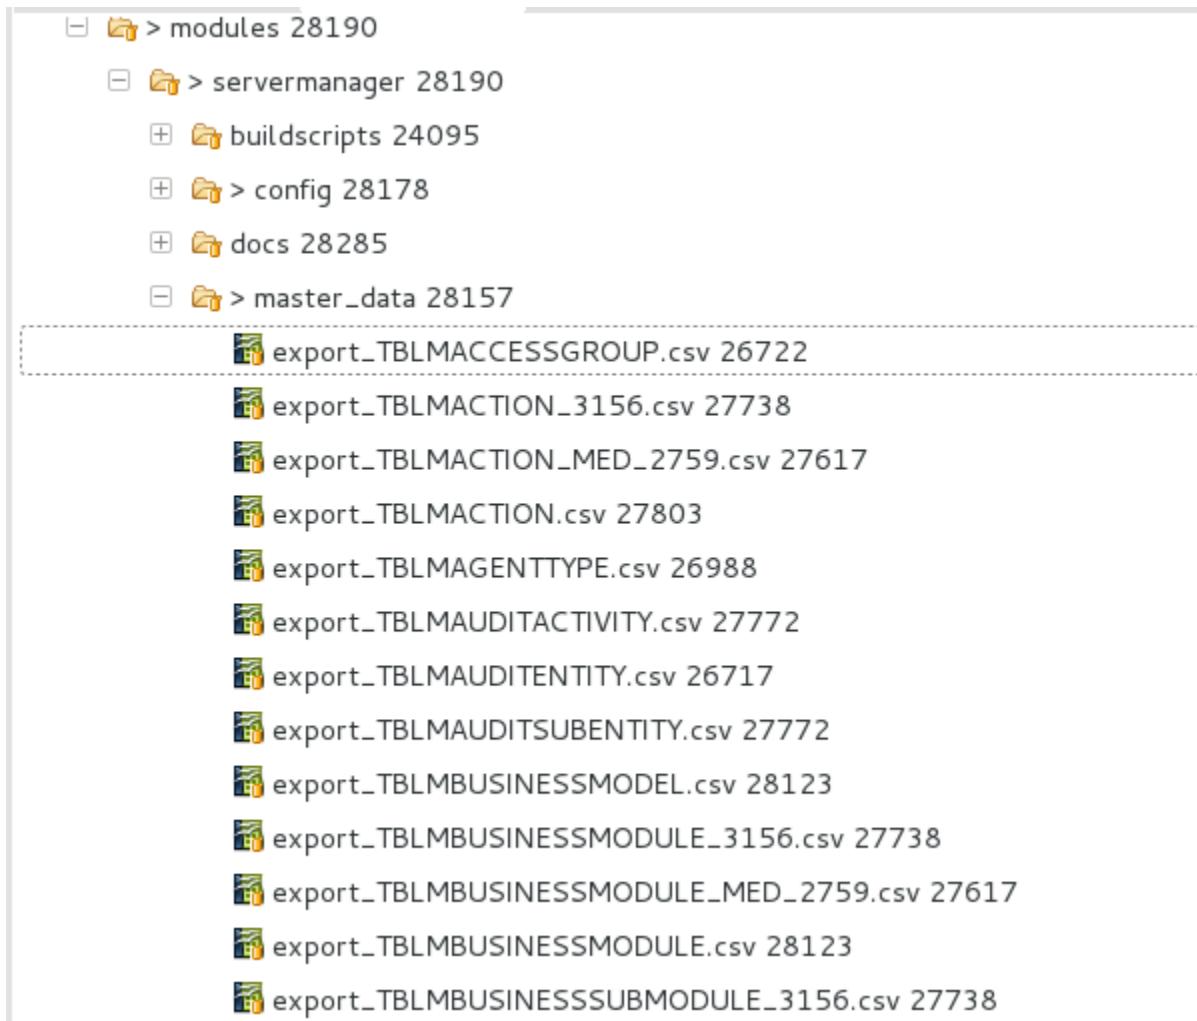 > modules 28190
> servermanager 28190
buildscripts 24095
> config 28178
docs 28285
> master_data 28157
export_TBLMACCESSGROUP.csv 26722
export_TBLMACTION_3156.csv 27738
export_TBLMACTION_MED_2759.csv 27617
export_TBLMACTION.csv 27803
export_TBLMAGENTTYPE.csv 26988
export_TBLMAUDITACTIVITY.csv 27772
export_TBLMAUDITENTITY.csv 26717
export_TBLMAUDITSUBENTITY.csv 27772
export_TBLMBUSINESSMODEL.csv 28123
export_TBLMBUSINESSMODULE_3156.csv 27738
export_TBLMBUSINESSMODULE_MED_2759.csv 27617
export_TBLMBUSINESSMODULE.csv 28123
export_TBLMBUSINESSSUBMODULE_3156.csv 27738